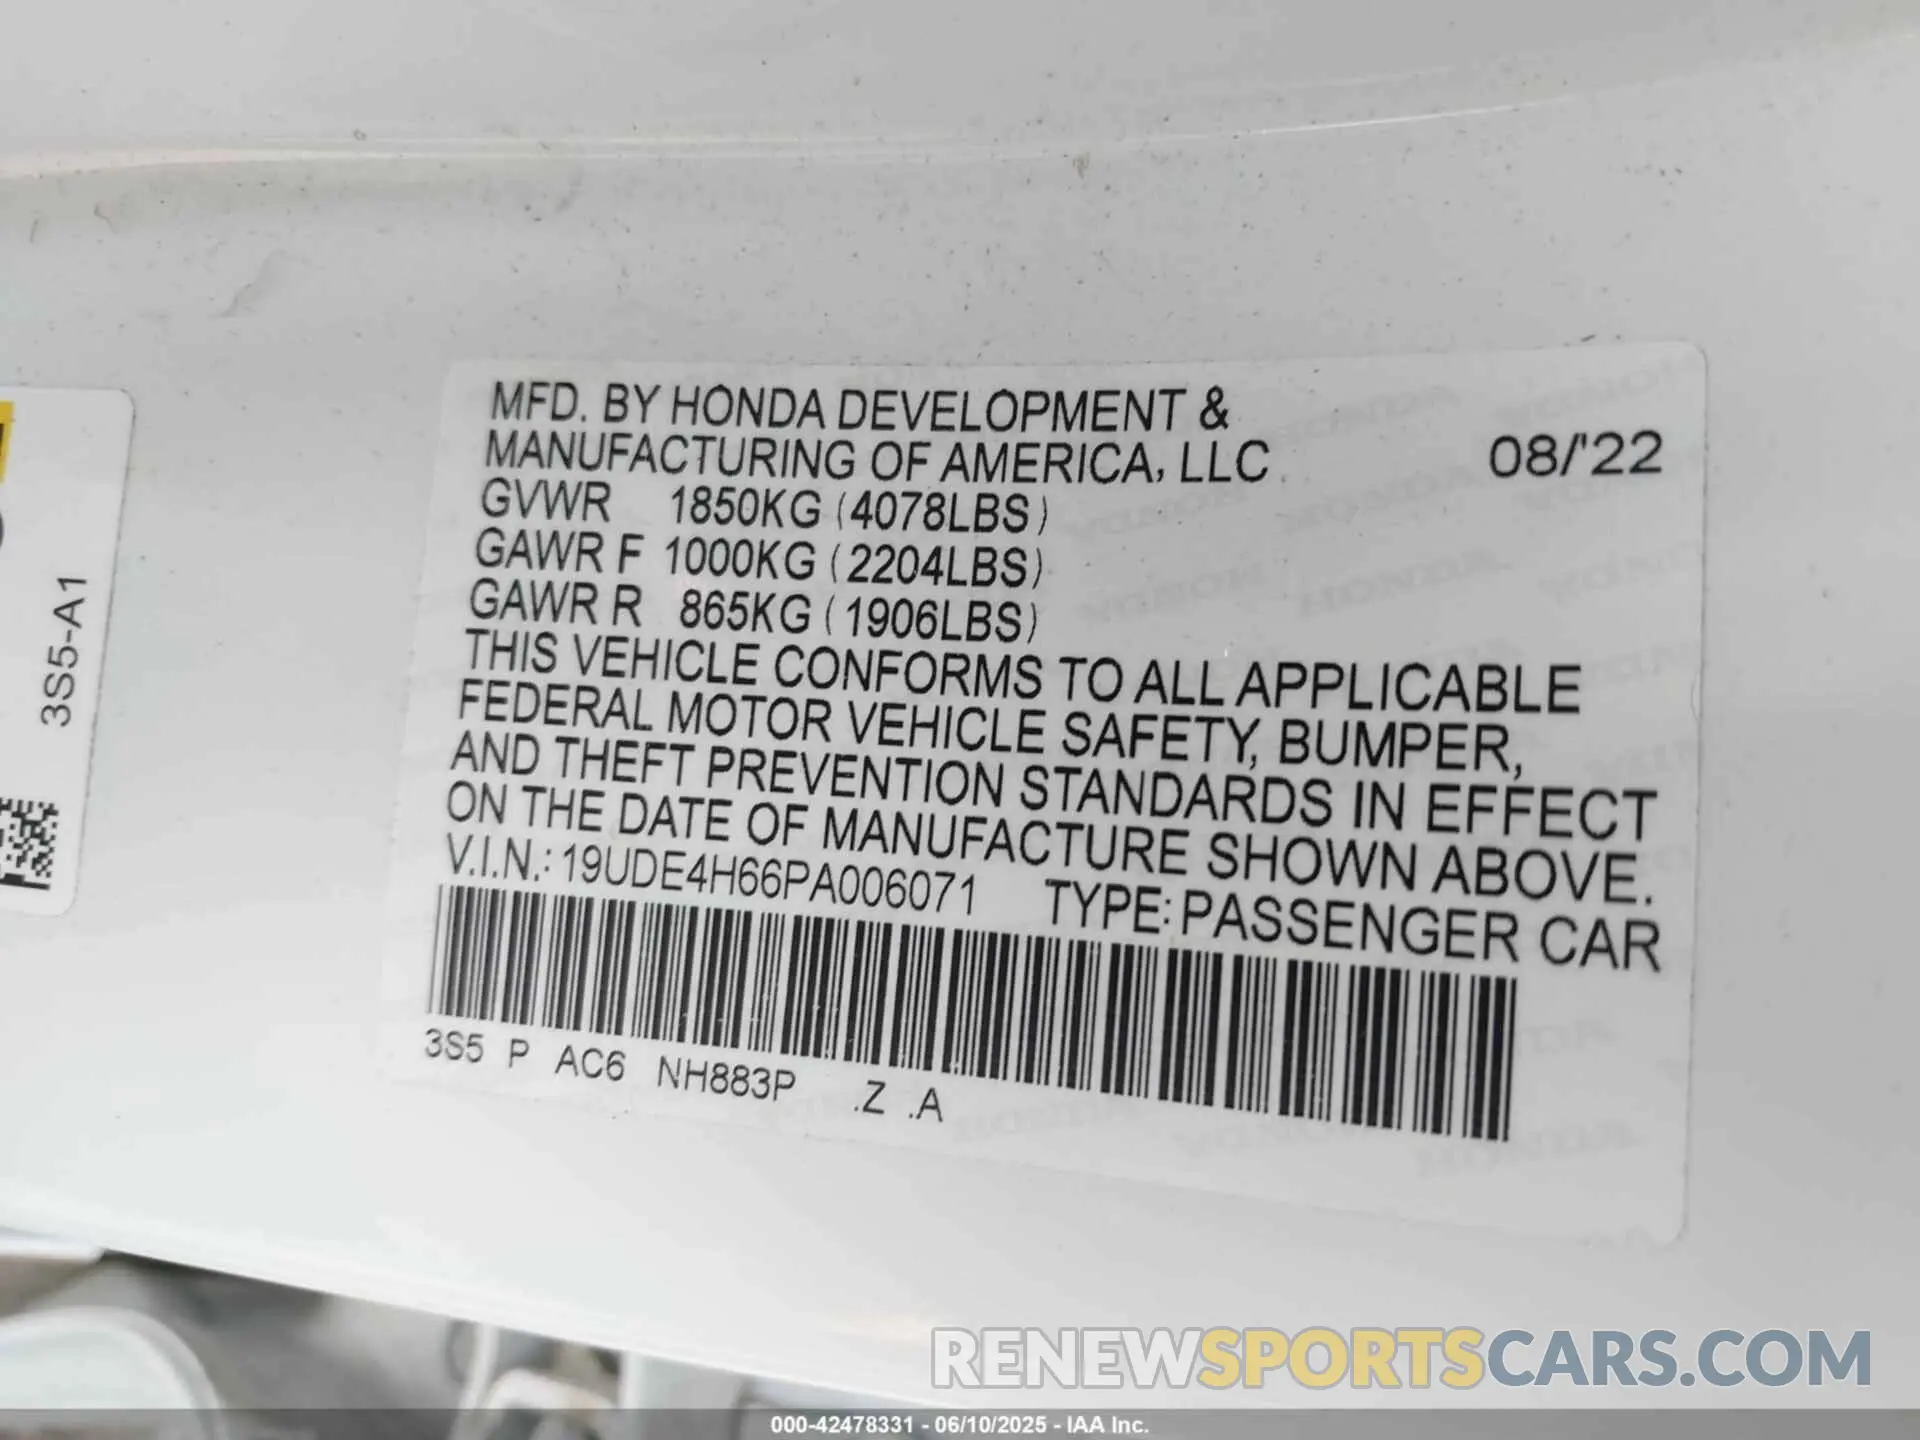 MFD. BY HONDA DEVELOPMENT &
MANUFACTURING OF AMERICA, LLC 08/'22
GVWR 1850KG (4078LBS)
GAWR F 1000KG (2204LBS)
GAWR R 865KG (1906LBS)
THIS VEHICLE CONFORMS TO ALL APPLICABLE
FEDERAL MOTOR VEHICLE SAFETY, BUMPER,
AND THEFT PREVENTION STANDARDS IN EFFECT
ON THE DATE OF MANUFACTURE SHOWN ABOVE.
V.I.N.: 19UDE4H66PA006071 TYPE: PASSENGER CAR
3S5 P AC6 NH883P .Z .A
3S5-A1
RENEWSPORTSCARS.COM
000-42478331 - 06/10/2025 - IAA Inc.